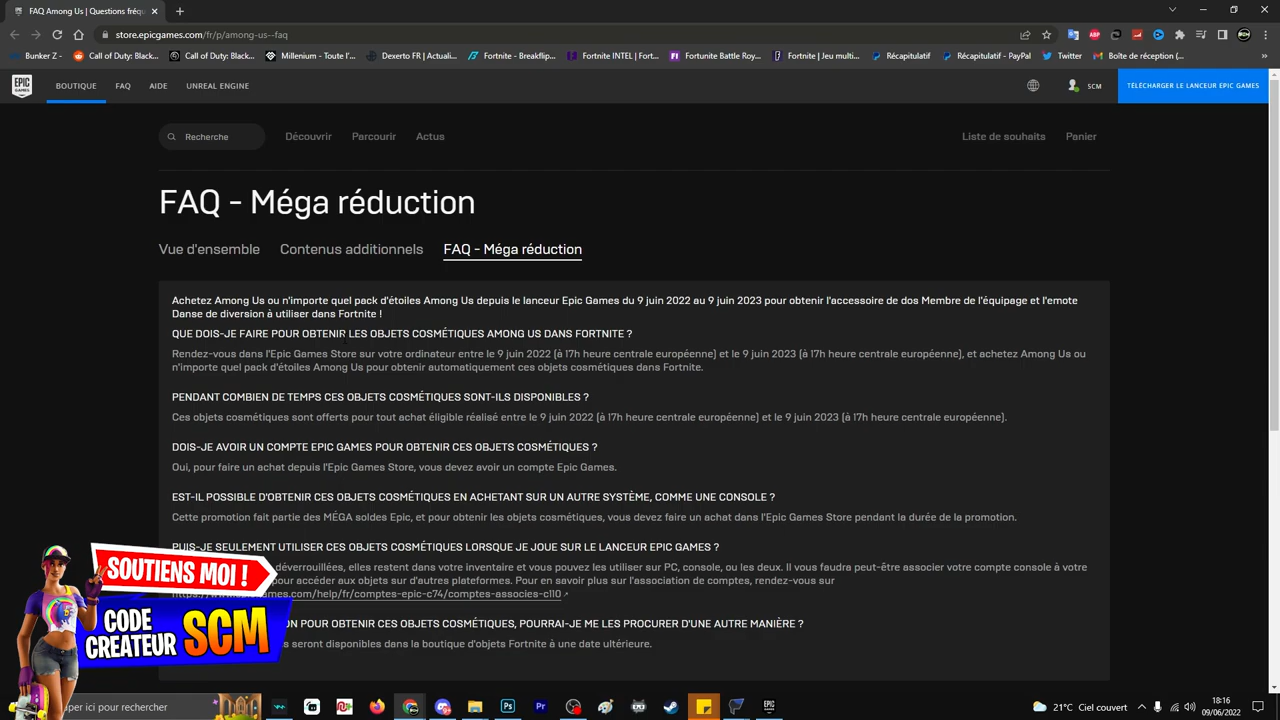 FAQ Among Us | Questions fréqu
store.epicgames.com/fr/p/among-us--faq
Bunker Z -
Call of Duty: Black...
Call of Duty: Black...
Millenium - Toute l'...
Dexerto FR | Actuali...
Fortnite - Breakflip...
Fortnite INTEL | Fort...
Fortunite Battle Roy...
Fortnite | Jeu multi...
Récapitulatif
Récapitulatif
Twitter
Boîte de réception (...
EPIC GAMES
BOUTIQUE
FAQ
AIDE
UNREAL ENGINE
SCM
TÉLÉCHARGER LE LANCEUR EPIC GAMES
Recherche
Découvrir
Parcourir
Actus
Liste de souhaits
Panier
FAQ - Méga réduction
Vue d'ensemble
Contenus additionnels
FAQ - Méga réduction
Achetez Among Us ou n'importe quel pack d'étoiles Among Us depuis le lanceur Epic Games du 9 juin 2022 au 9 juin 2023 pour obtenir l'accessoire de dos Membre de l'équipage et l'emote
Danse de diversion à utiliser dans Fortnite !
QUE DOIS-JE FAIRE POUR OBTENIR LES OBJETS COSMÉTIQUES AMONG US DANS FORTNITE ?
Rendez-vous dans l'Epic Games Store sur votre ordinateur entre le 9 juin 2022 (à 17h heure centrale européenne) et le 9 juin 2023 (à 17h heure centrale européenne), et achetez Among Us ou
n'importe quel pack d'étoiles Among Us pour obtenir automatiquement ces objets cosmétiques dans Fortnite.
PENDANT COMBIEN DE TEMPS CES OBJETS COSMÉTIQUES SONT-ILS DISPONIBLES ?
Ces objets cosmétiques sont offerts pour tout achat éligible réalisé entre le 9 juin 2022 (à 17h heure centrale européenne) et le 9 juin 2023 (à 17h heure centrale européenne).
DOIS-JE AVOIR UN COMPTE EPIC GAMES POUR OBTENIR CES OBJETS COSMÉTIQUES ?
Oui, pour faire un achat depuis l'Epic Games Store, vous devez avoir un compte Epic Games.
EST-IL POSSIBLE D'OBTENIR CES OBJETS COSMÉTIQUES EN ACHETANT SUR UN AUTRE SYSTÈME, COMME UNE CONSOLE ?
Cette promotion fait partie des MÉGA soldes Epic, et pour obtenir les objets cosmétiques, vous devez faire un achat dans l'Epic Games Store pendant la durée de la promotion.
PUIS-JE SEULEMENT UTILISER CES OBJETS COSMÉTIQUES LORSQUE JE JOUE SUR LE LANCEUR EPIC GAMES ?
déverrouillées, elles restent dans votre inventaire et vous pouvez les utiliser sur PC, console, ou les deux. Il vous faudra peut-être associer votre compte console à votre
pour accéder aux objets sur d'autres plateformes. Pour en savoir plus sur l'association de comptes, rendez-vous sur
games.com/help/fr/comptes-epic-c74/comptes-associes-c110
ON POUR OBTENIR CES OBJETS COSMÉTIQUES, POURRAI-JE ME LES PROCURER D'UNE AUTRE MANIÈRE ?
s seront disponibles dans la boutique d'objets Fortnite à une date ultérieure.
SOUTIENS MOI !
CODE
CREATEUR SCM
aper ici pour rechercher
21°C Ciel couvert
18:16
09/06/2022